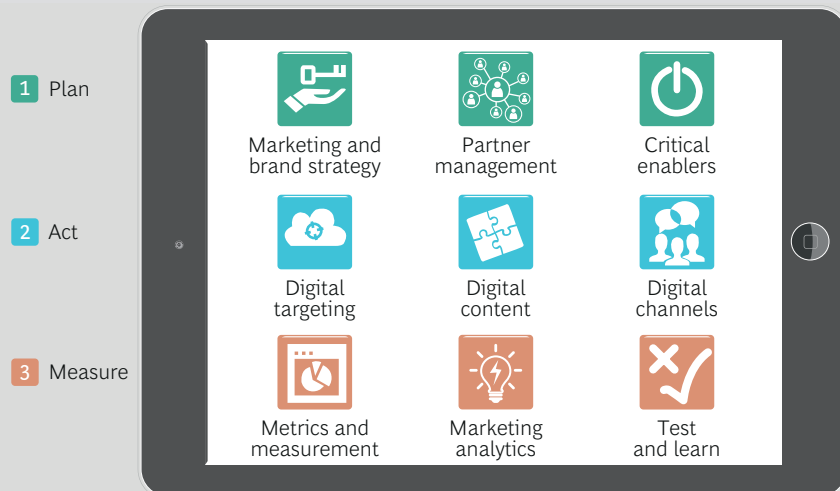 1 Plan
Marketing and
brand strategy
Partner
management
Critical
enablers
2 Act
Digital
targeting
Digital
content
Digital
channels
3 Measure
Metrics and
measurement
Marketing
analytics
Test
and learn